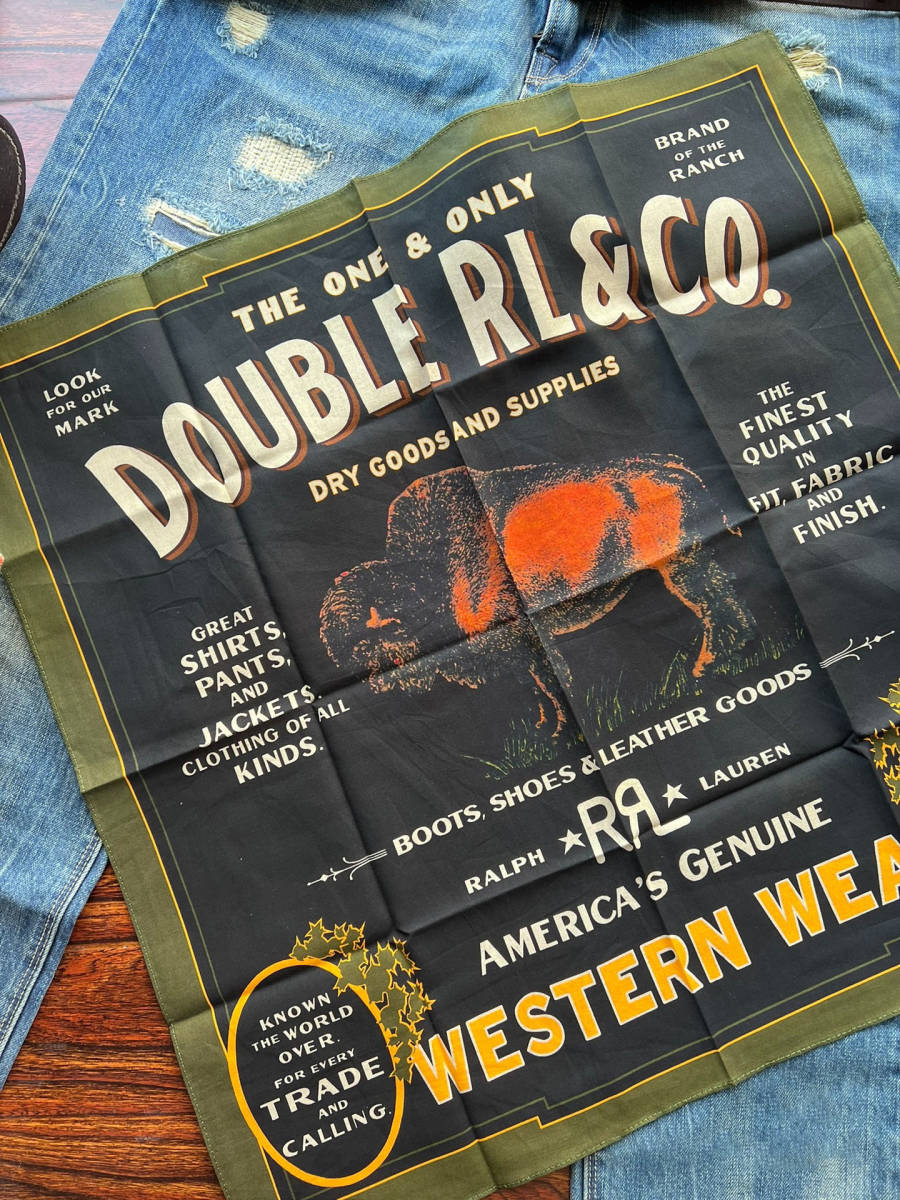 BRAND
OF THE
RANCH
THE ONE & ONLY
DOUBLE RL&CO.
LOOK
FOR OUR
MARK
DRY GOODS AND SUPPLIES
THE
FINEST
QUALITY
IN
FIT, FABRIC
AND
FINISH.
GREAT
SHIRTS,
PANTS,
AND
JACKETS.
CLOTHING OF ALL
KINDS.
BOOTS, SHOES & LEATHER GOODS
RALPH ★RRL★ LAUREN
AMERICA'S GENUINE
WESTERN WEA
KNOWN
THE WORLD
OVER.
FOR EVERY
TRADE
AND
CALLING.